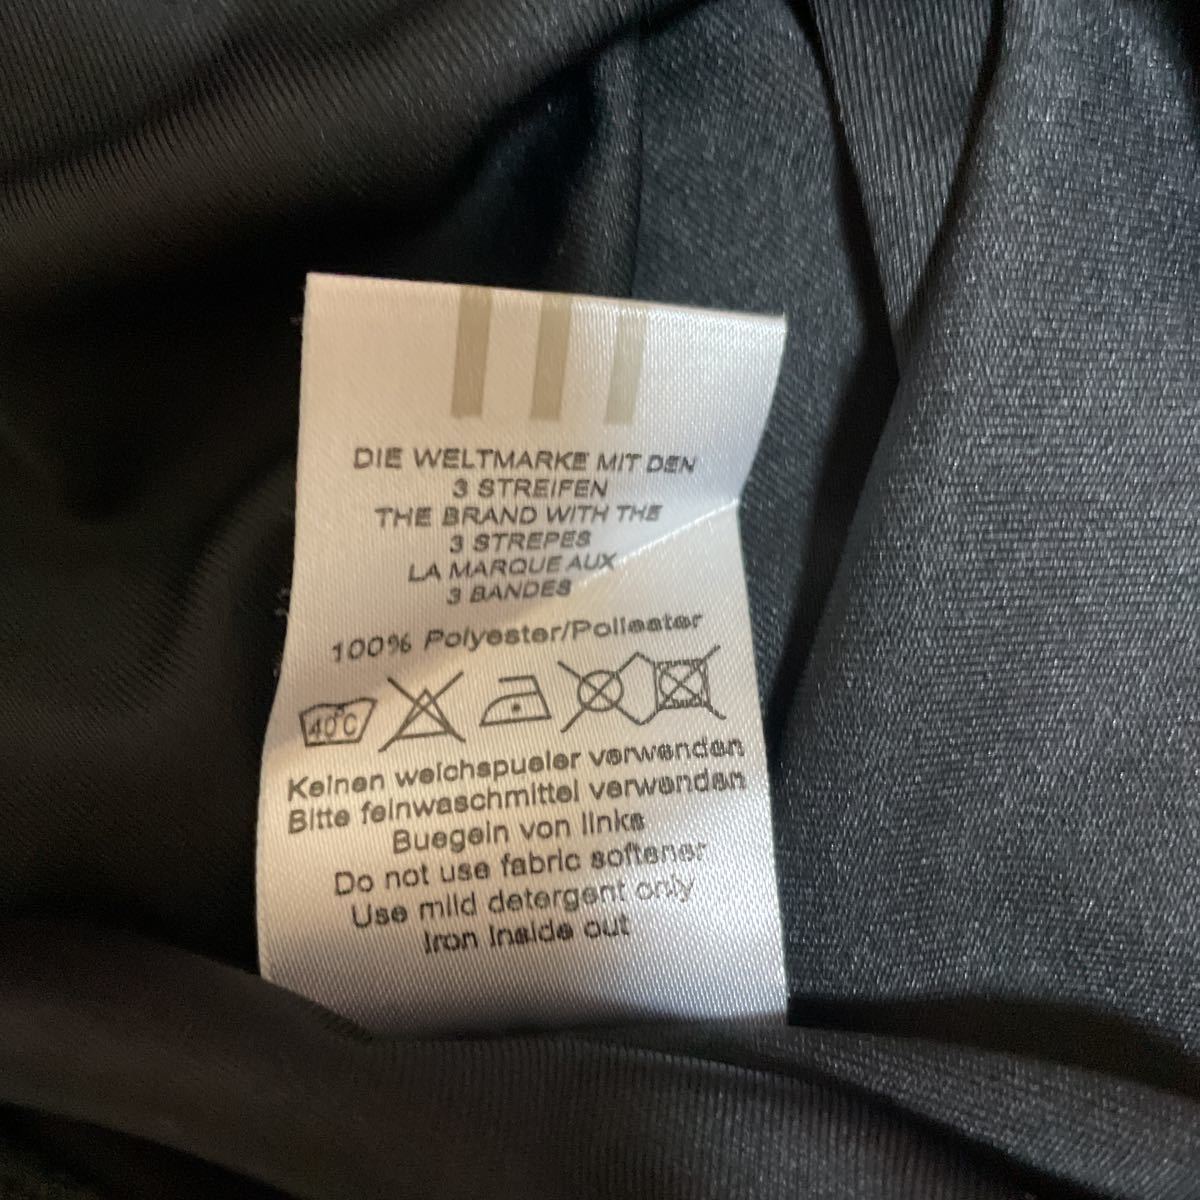 DIE WELTMARKE MIT DEN
3 STREIFEN
THE BRAND WITH THE
3 STREPES
LA MARQUE AUX
3 BANDES
100% Polyester/Poliester
40°C
Keinen weichspueler verwenden
Bitte feinwaschmittel verwenden
Buegeln von links
Do not use fabric softener
Use mild detergent only
Iron Inside out